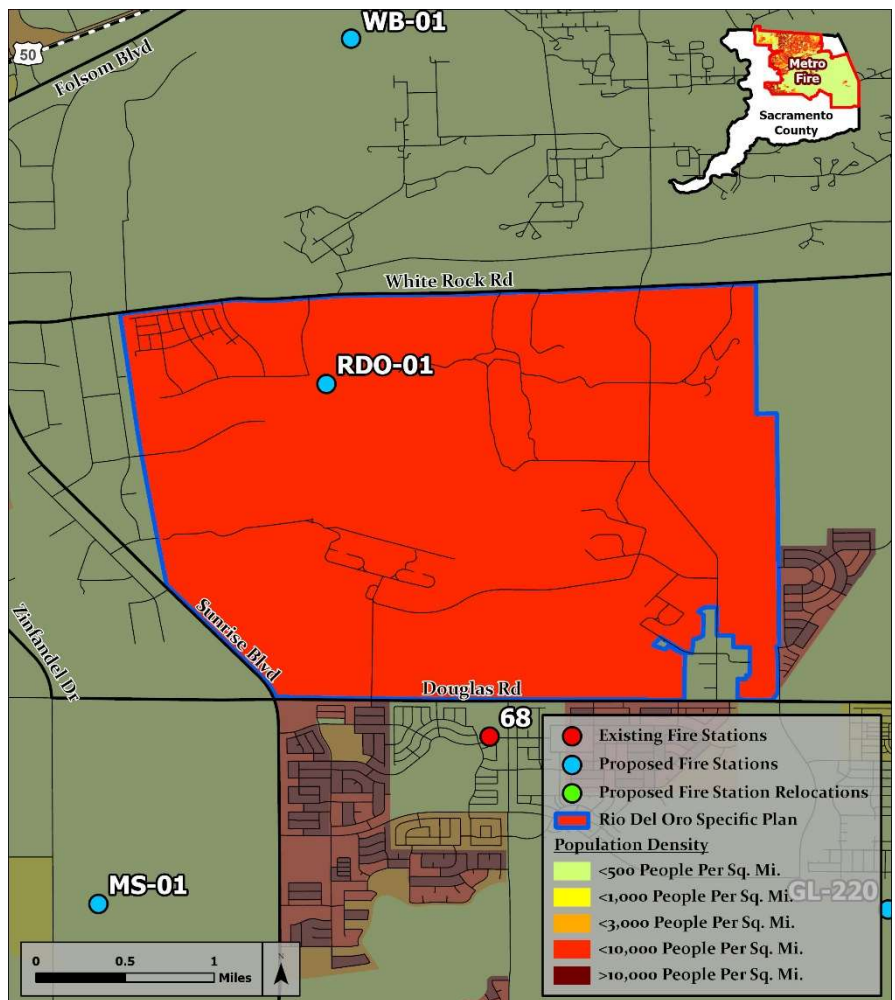 WB-01
50
Folsom Blvd
Metro
Fire
Sacramento
County
White Rock Rd
RDO-01
Zinfandel Dr
Sunrise Blvd
Douglas Rd
68
Existing Fire Stations
Proposed Fire Stations
Proposed Fire Station Relocations
Rio Del Oro Specific Plan
Population Density
<500 People Per Sq. Mi.
<1,000 People Per Sq. Mi.
<3,000 People Per Sq. Mi.
<10,000 People Per Sq. Mi.
>10,000 People Per Sq. Mi.
GL-220
MS-01
0 0.5 1
Miles
N